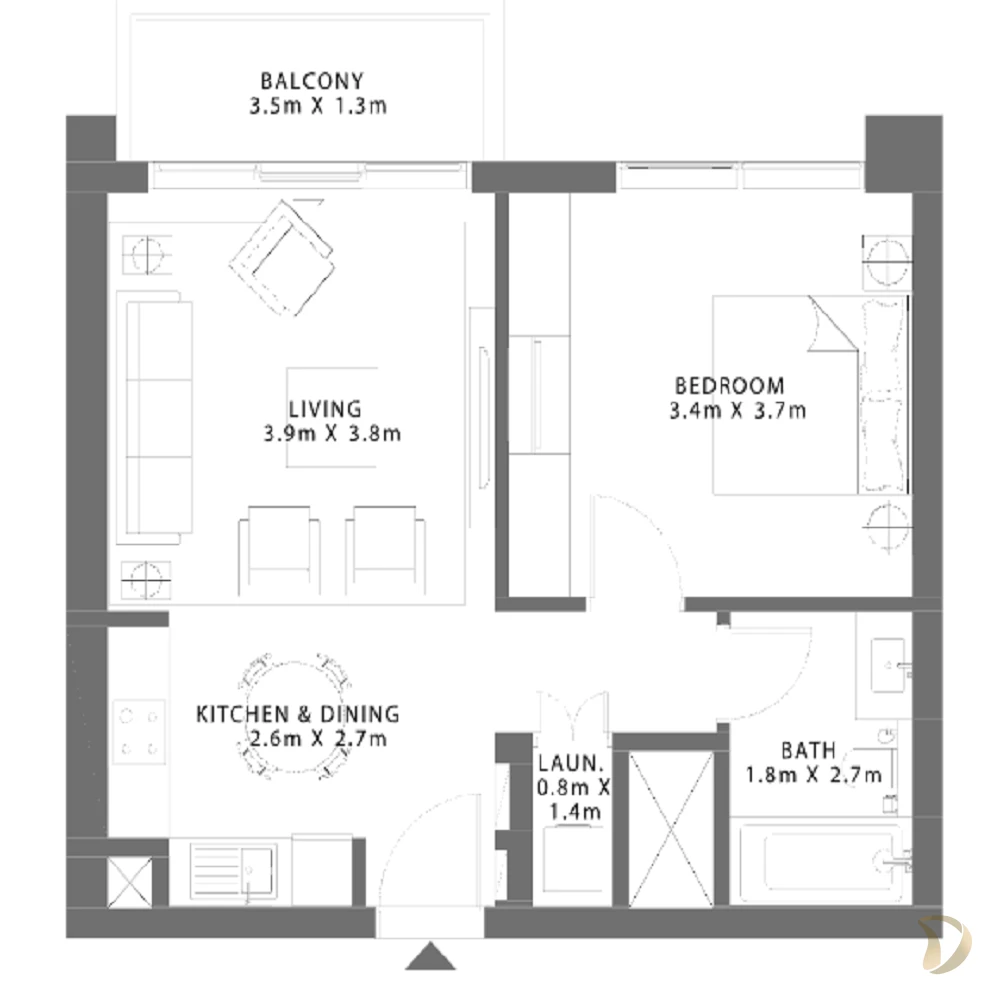 BALCONY
3.5m X 1.3m
LIVING
3.9m X 3.8m
BEDROOM
3.4m X 3.7m
KITCHEN & DINING
2.6m X 2.7m
LAUN.
0.8m X
1.4m
BATH
1.8m X 2.7m